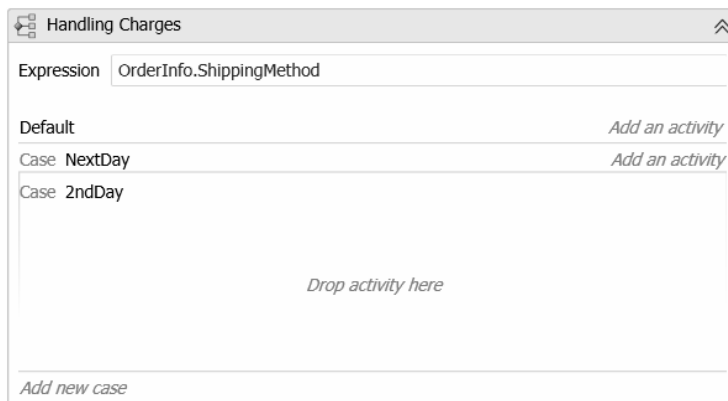 Handling Charges
Expression OrderInfo.ShippingMethod
Default Add an activity
Case NextDay Add an activity
Case 2ndDay
Drop activity here
Add new case